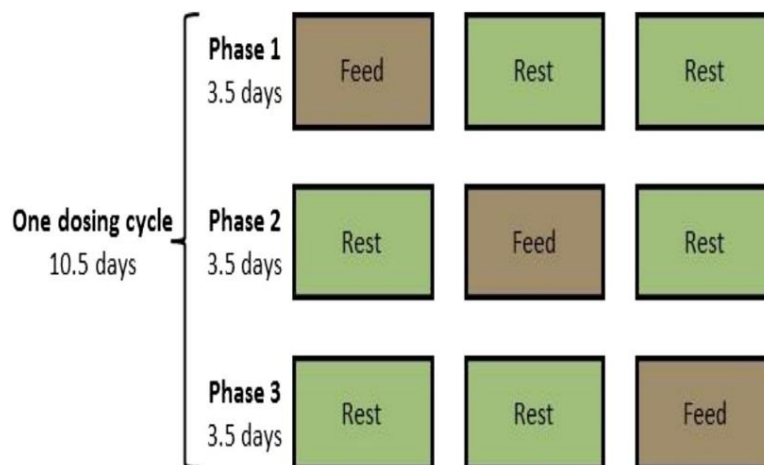 Phase 1
3.5 days
Feed
Rest
Rest
One dosing cycle
10.5 days
Phase 2
3.5 days
Rest
Feed
Rest
Phase 3
3.5 days
Rest
Rest
Feed